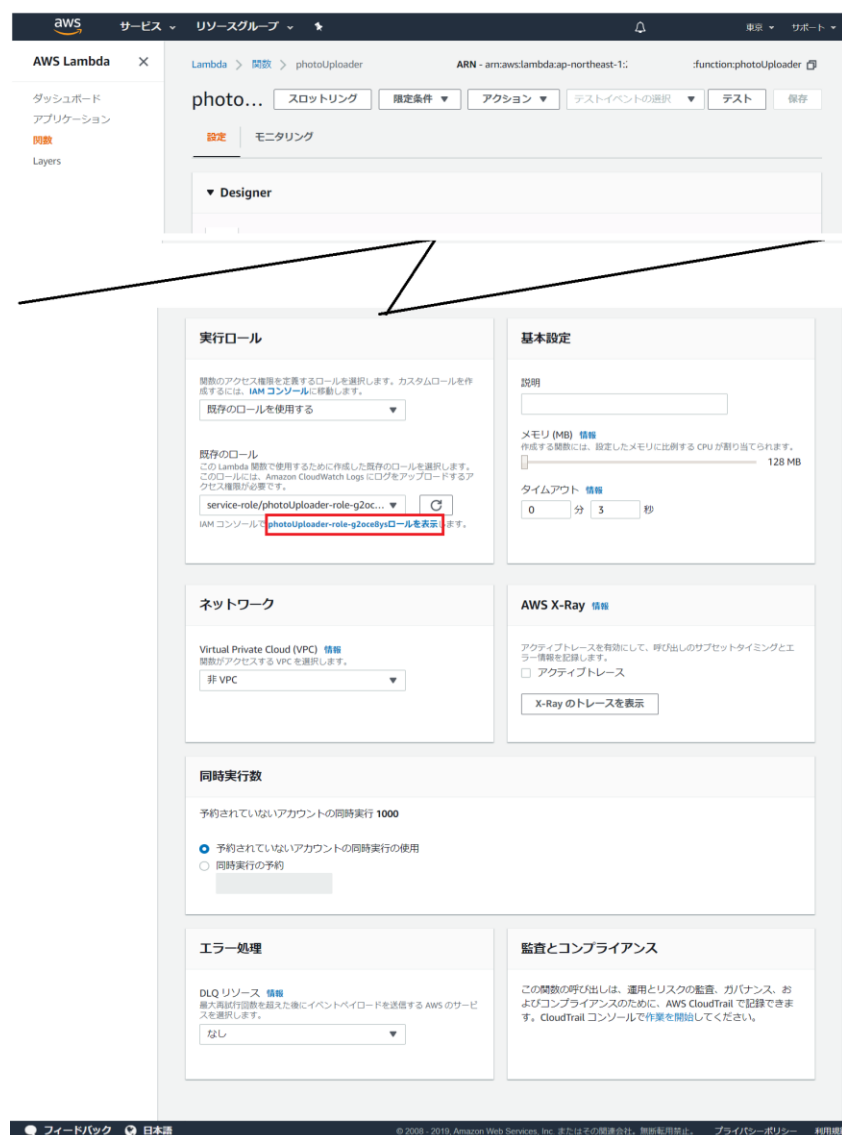 aws サービス リソースグループ 東京 サポート
AWS Lambda
Lambda > 関数 > photoUploader ARN - arn:aws:lambda:ap-northeast-1:: :function:photoUploader
ダッシュボード
アプリケーション
関数
Layers
photo... スロットリング 限定条件 アクション テストイベントの選択 テスト 保存
設定 モニタリング
Designer
実行ロール
関数のアクセス権限を定義するロールを選択します。カスタムロールを作
成するには、IAM コンソールに移動します。
既存のロールを使用する
既存のロール
この Lambda 関数で使用するために作成した既存のロールを選択します。
このロールには、Amazon CloudWatch Logs にログをアップロードするア
クセス権限が必要です。
service-role/photoUploader-role-g2oc...
IAM コンソールで photoUploader-role-g2oce8ysロールを表示します。
基本設定
説明
メモリ (MB) 情報
作成する関数には、設定したメモリに比例する CPU が割り当てられます。
128 MB
タイムアウト 情報
0 分 3 秒
ネットワーク
Virtual Private Cloud (VPC) 情報
関数がアクセスする VPC を選択します。
非 VPC
AWS X-Ray 情報
アクティブトレースを有効にして、呼び出しのサブセットタイミングとエ
ラー情報を記録します。
アクティブトレース
X-Ray のトレースを表示
同時実行数
予約されていないアカウントの同時実行 1000
予約されていないアカウントの同時実行の使用
同時実行の予約
エラー処理
DLQ リソース 情報
最大再試行回数を超えた後にイベントペイロードを送信する AWS のサービ
スを選択します。
なし
監査とコンプライアンス
この関数の呼び出しは、運用とリスクの監査、ガバナンス、お
よびコンプライアンスのために、AWS CloudTrail で記録できま
す。CloudTrail コンソールで作業を開始してください。
フィードバック 日本語 © 2008 - 2019, Amazon Web Services, Inc. またはその関連会社。無断転用禁止。 プライバシーポリシー 利用規